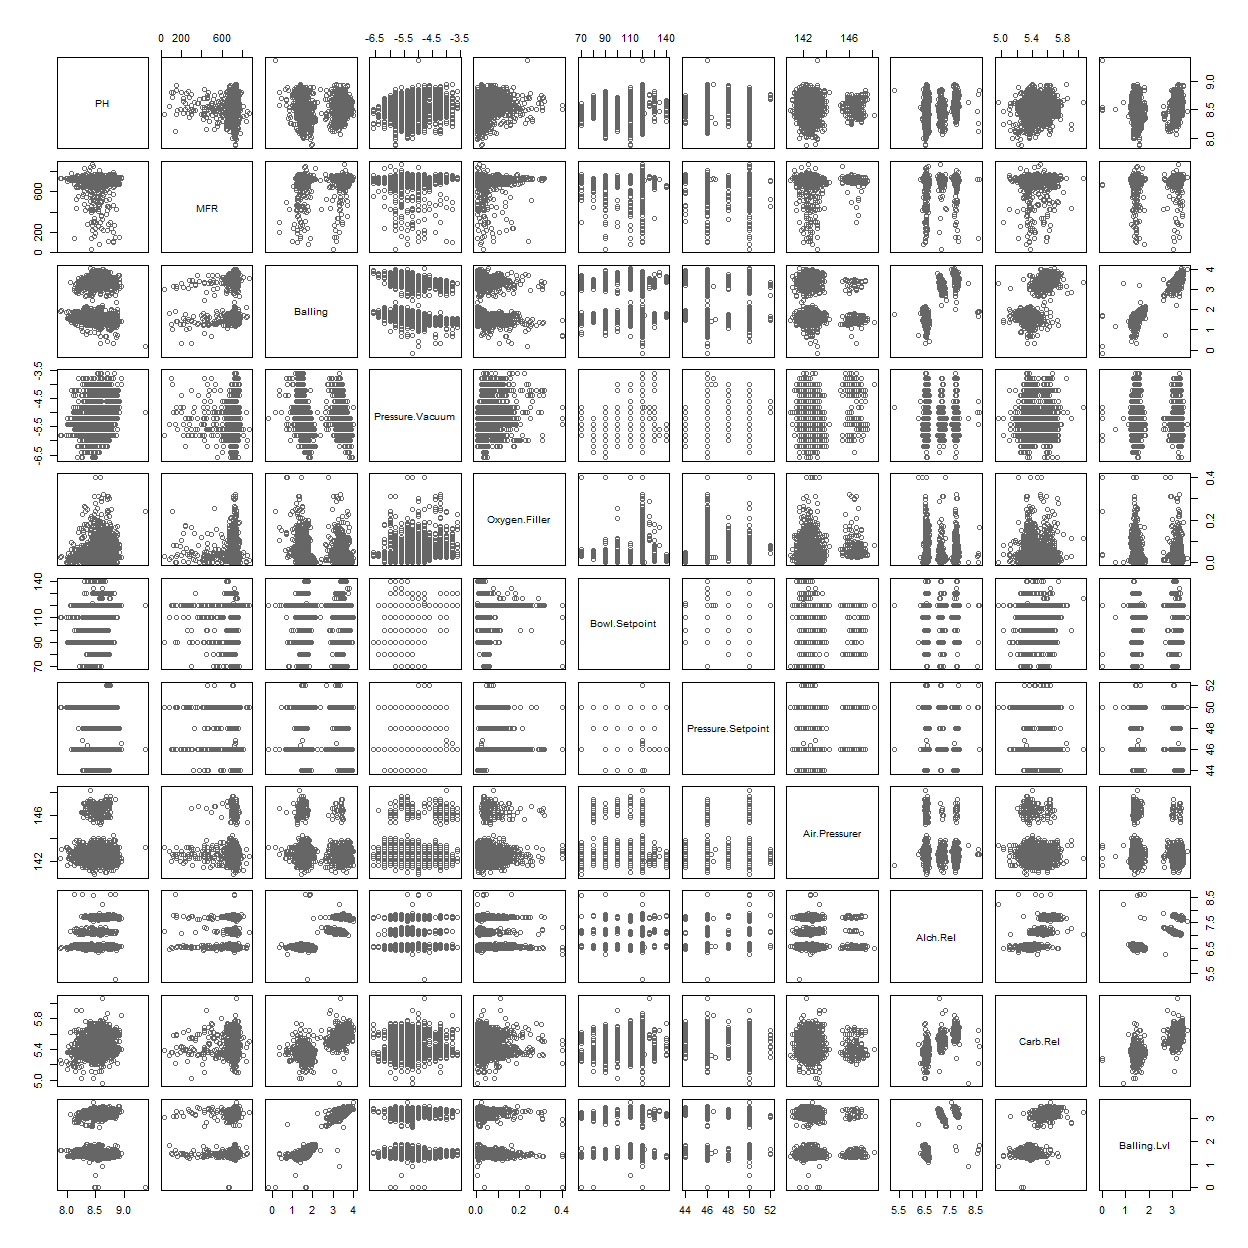 0 200 600
-6.5 -5.5 -4.5 -3.5
70 90 110 140
142 146
5.0 5.4 5.8
PH
8.0 8.5 9.0
MFR
0 200 600
Balling
0 1 2 3 4
Pressure.Vacuum
-6.5 -5.5 -4.5 -3.5
Oxygen.Filler
0.0 0.2 0.4
Bowl.Setpoint
70 90 110 140
Pressure.Setpoint
44 46 48 50 52
Air.Pressurer
142 146
Alch.Rel
5.5 6.5 7.5 8.5
Carb.Rel
5.0 5.4 5.8
Balling.Lvl
0 1 2 3
8.0 8.5 9.0
0 1 2 3 4
0.0 0.2 0.4
44 46 48 50 52
5.5 6.5 7.5 8.5
0 1 2 3